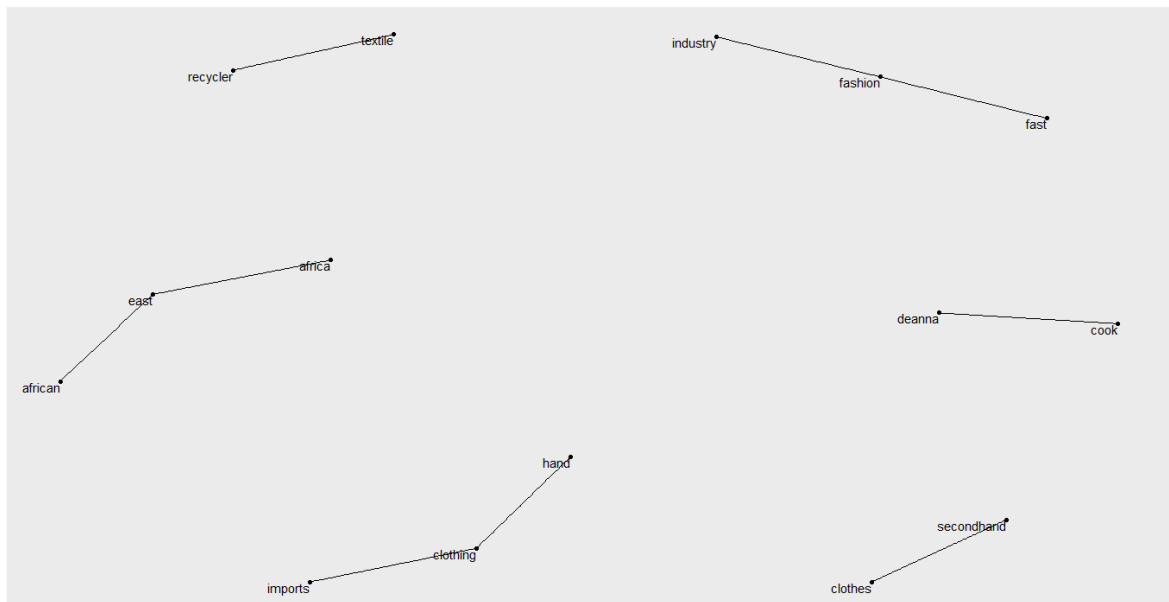 textile
industry
recycler
fashion
fast
africa
east
deanna
cook
african
hand
secondhand
clothing
imports
clothes